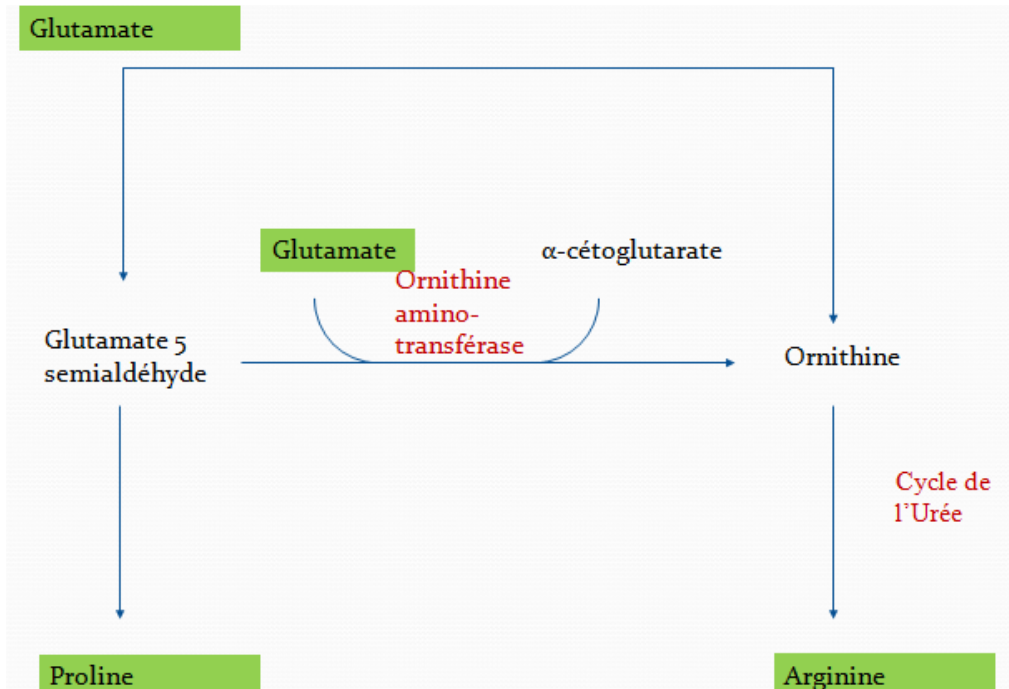 Glutamate
Glutamate
α-cétoglutarate
Ornithine
amino-
transférase
Glutamate 5
semialdéhyde
Ornithine
Cycle de
l'Urée
Proline
Arginine